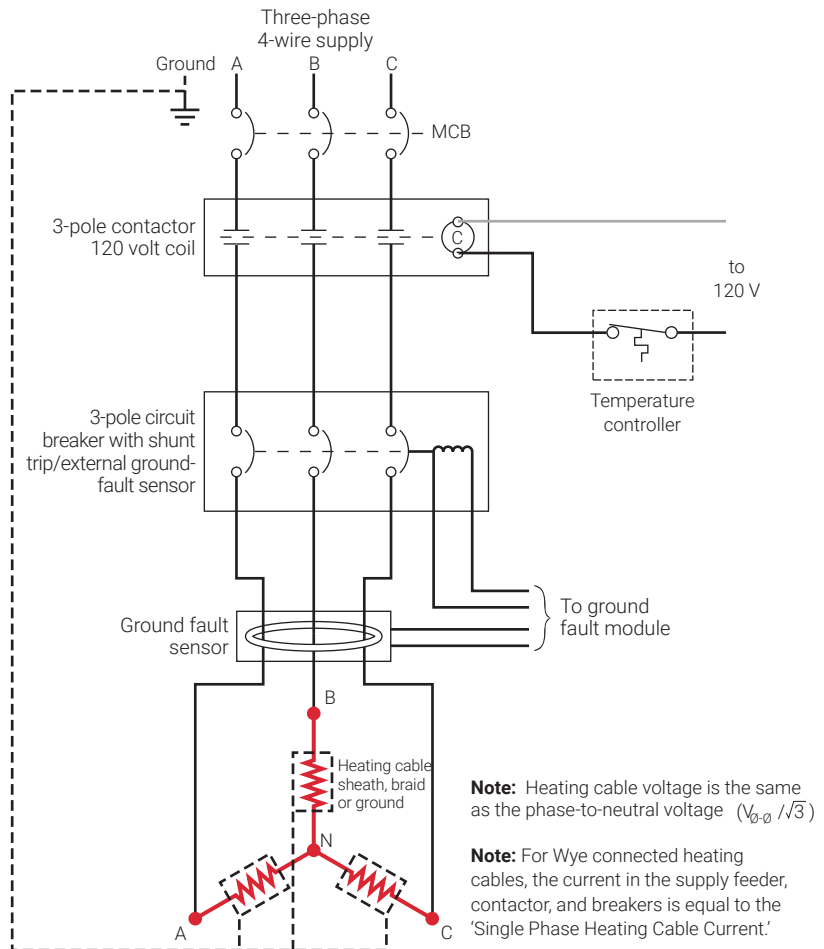 Three-phase
4-wire supply
Ground
A
B
C
MCB
3-pole contactor
120 volt coil
C
to
120 V
Temperature
controller
3-pole circuit
breaker with shunt
trip/external ground-
fault sensor
Ground fault
sensor
To ground
fault module
B
Heating cable
sheath, braid
or ground
N
A
C
Note: Heating cable voltage is the same
as the phase-to-neutral voltage (VØ-Ø /√3 )
Note: For Wye connected heating
cables, the current in the supply feeder,
contactor, and breakers is equal to the
‘Single Phase Heating Cable Current.’